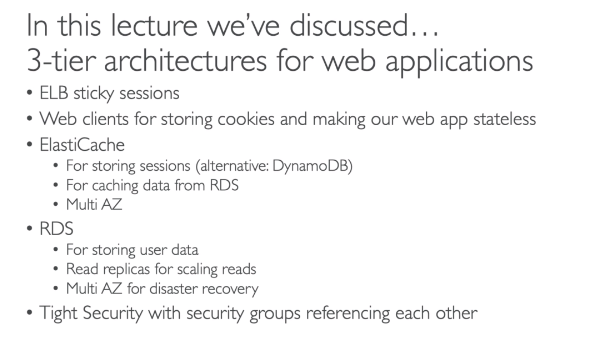 In this lecture we've discussed…
3-tier architectures for web applications
• ELB sticky sessions
• Web clients for storing cookies and making our web app stateless
• ElastiCache
• For storing sessions (alternative: DynamoDB)
• For caching data from RDS
• Multi AZ
• RDS
• For storing user data
• Read replicas for scaling reads
• Multi AZ for disaster recovery
• Tight Security with security groups referencing each other